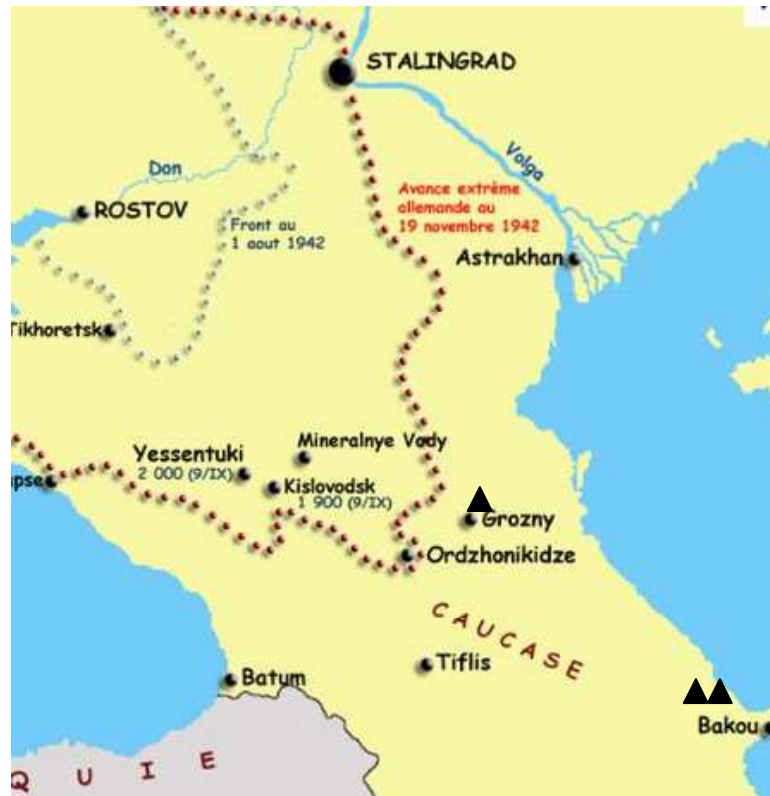 STALINGRAD
Volga
Don
Avance extrême
allemande au
19 novembre 1942
ROSTOV
Front au
1 aout 1942
Astrakhan
Tikhoretsk
Mineralnye Vody
Yessentuki
2 000 (9/IX)
Kislovodsk
1 900 (9/IX)
pse
Grozny
Ordzhonikidze
CAUCASE
Tiflis
Batum
Bakou
QUIE